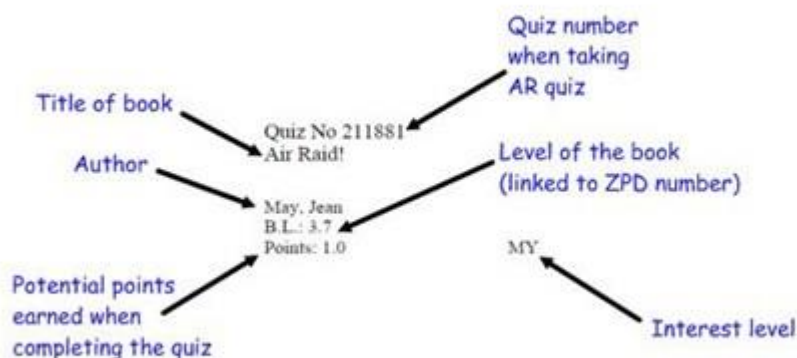 Quiz number
when taking
AR quiz
Title of book
Quiz No 211881
Air Raid!
Author
Level of the book
(linked to ZPD number)
May, Jean
B.L.: 3.7
Points: 1.0
MY
Potential points
earned when
completing the quiz
Interest level